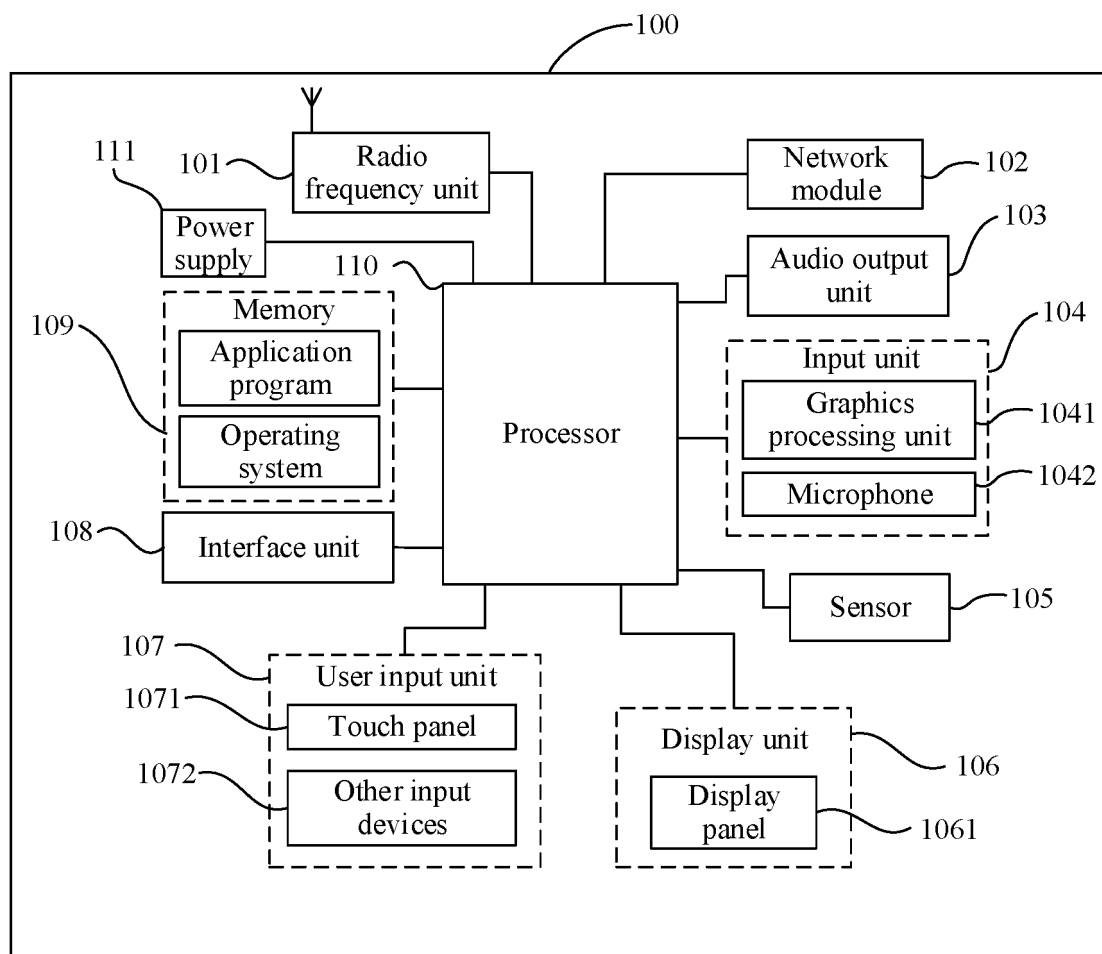 100
101
Radio
frequency unit
Network
module
102
111
Power
supply
Audio output
unit
103
110
Memory
109
Application
program
Operating
system
Processor
Input unit
104
Graphics
processing unit
1041
Microphone
1042
108
Interface unit
Sensor
105
107
User input unit
1071
Touch panel
1072
Other input
devices
Display unit
106
Display
panel
1061